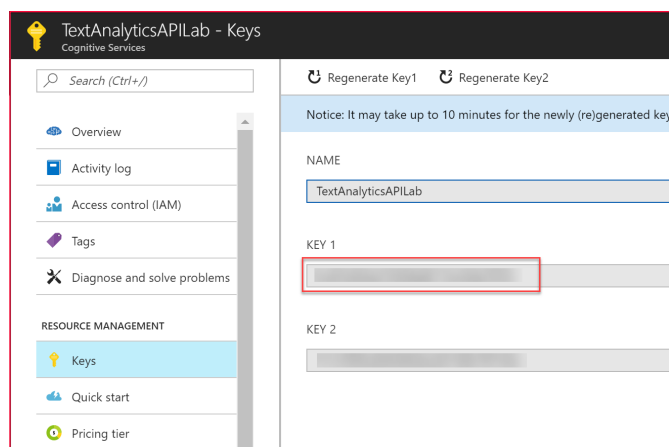 TextAnalyticsAPILab - Keys
Cognitive Services
Search (Ctrl+/)
Overview
Activity log
Access control (IAM)
Tags
Diagnose and solve problems
RESOURCE MANAGEMENT
Keys
Quick start
Pricing tier
Regenerate Key1 Regenerate Key2
Notice: It may take up to 10 minutes for the newly (re)generated key
NAME
TextAnalyticsAPILab
KEY 1
KEY 2